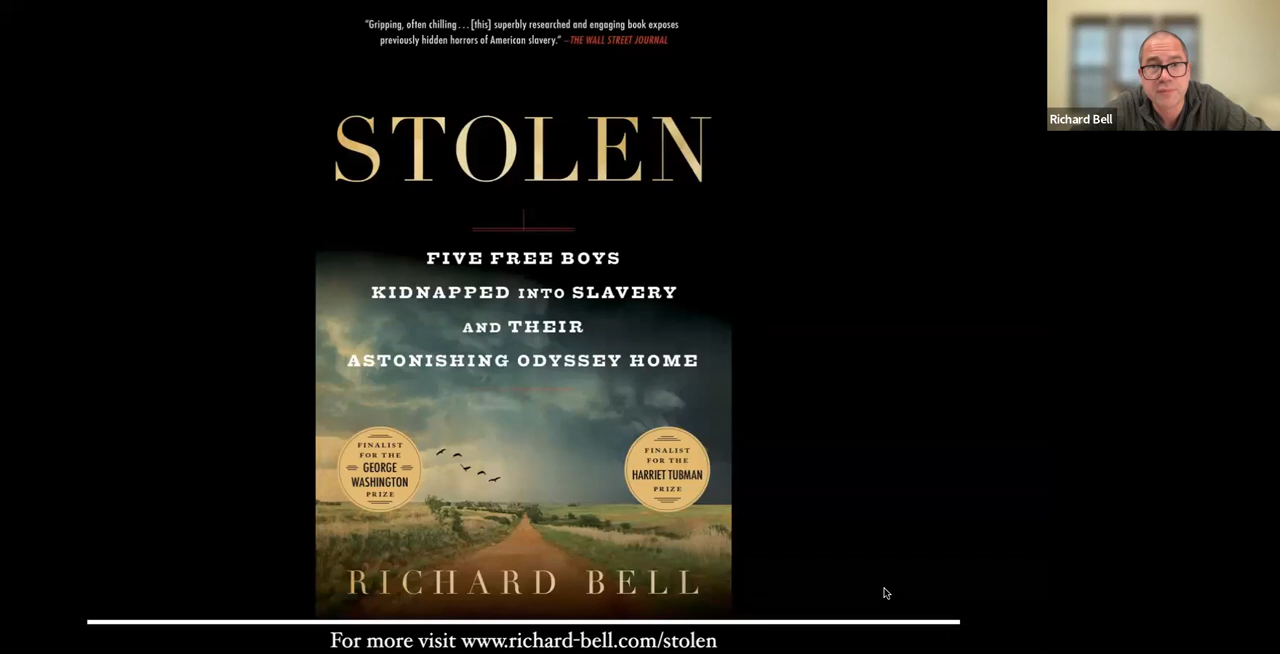 “Gripping, often chilling . . . [this] superbly researched and engaging book exposes
previously hidden horrors of American slavery.” –THE WALL STREET JOURNAL
STOLEN
FIVE FREE BOYS
KIDNAPPED INTO SLAVERY
AND THEIR
ASTONISHING ODYSSEY HOME
FINALIST
FOR THE
GEORGE
WASHINGTON
PRIZE
FINALIST
FOR THE
HARRIET TUBMAN
PRIZE
RICHARD BELL
For more visit www.richard-bell.com/stolen
Richard Bell